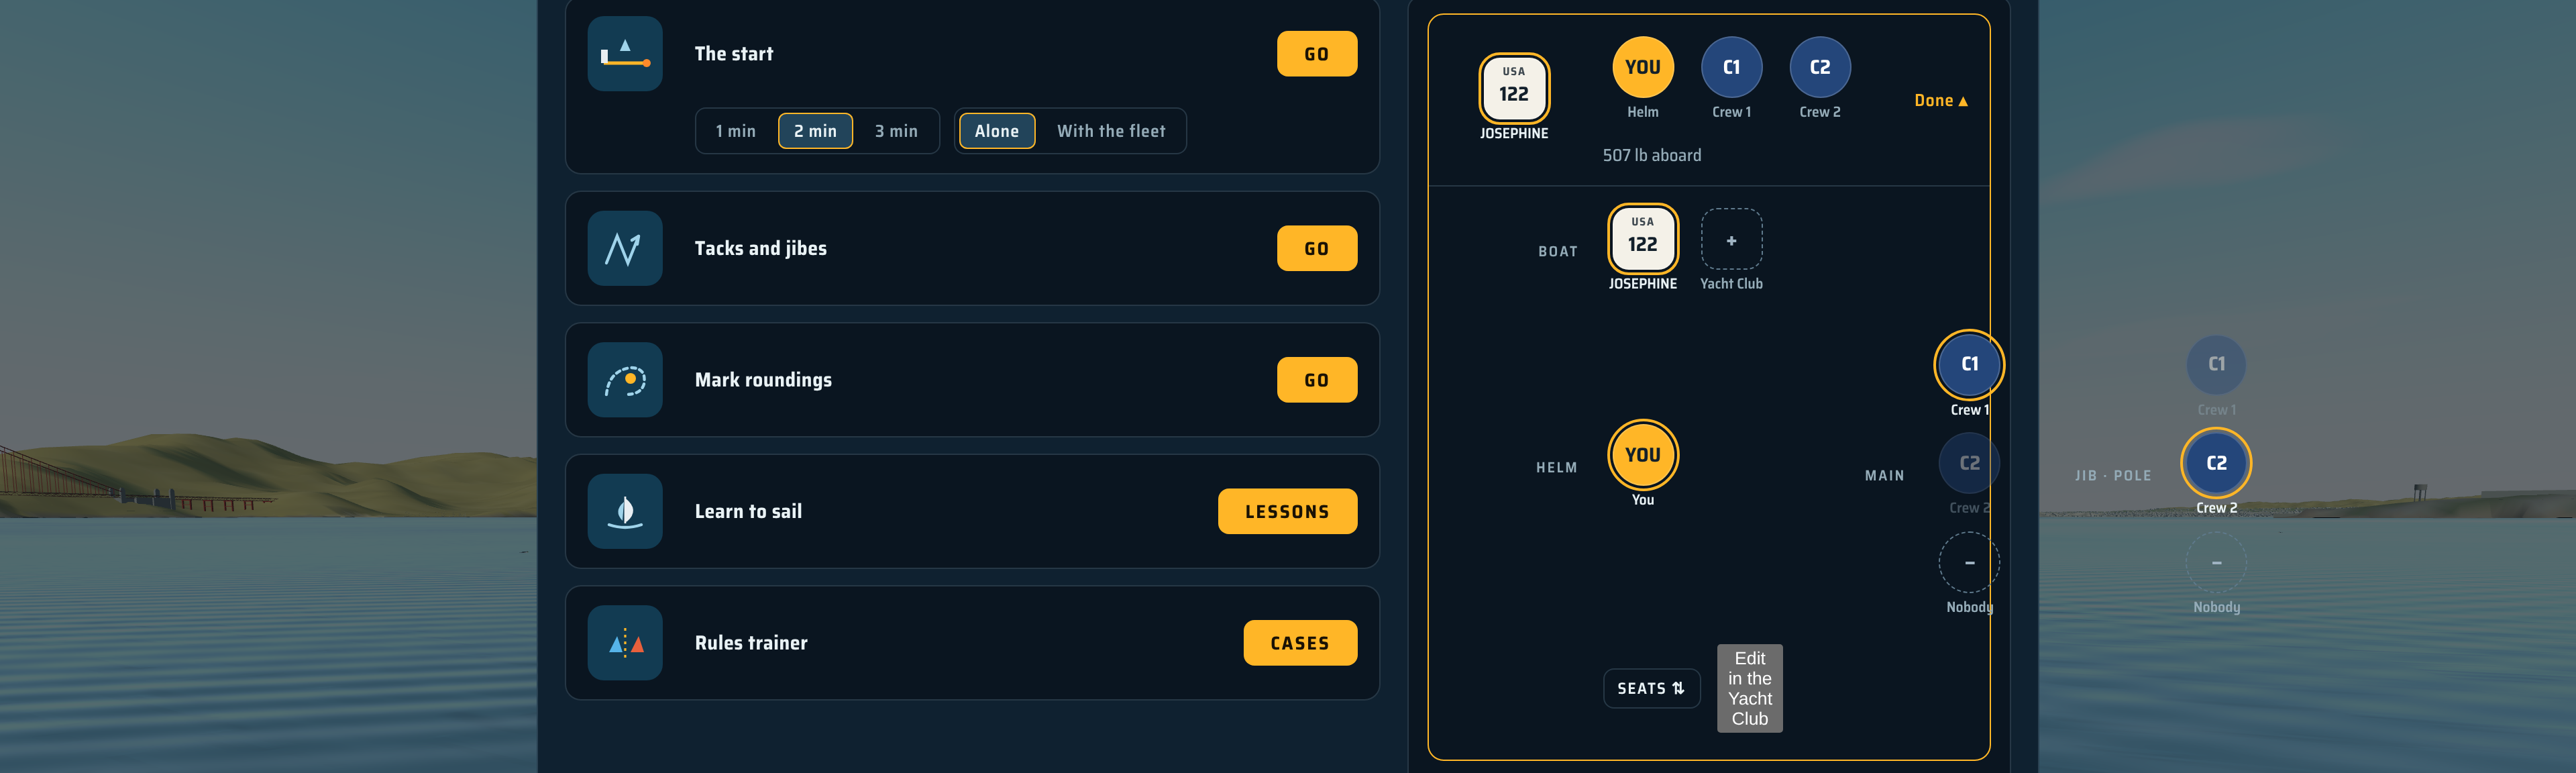 The start
GO
1 min
2 min
3 min
Alone
With the fleet
Tacks and jibes
GO
Mark roundings
GO
Learn to sail
LESSONS
Rules trainer
CASES
USA
122
JOSEPHINE
YOU
Helm
C1
Crew 1
C2
Crew 2
Done ▴
507 lb aboard
BOAT
USA
122
JOSEPHINE
+
Yacht Club
HELM
YOU
You
MAIN
C1
Crew 1
C2
Crew 2
–
Nobody
JIB · POLE
C1
Crew 1
C2
Crew 2
–
Nobody
SEATS ⇅
Edit
in the
Yacht
Club